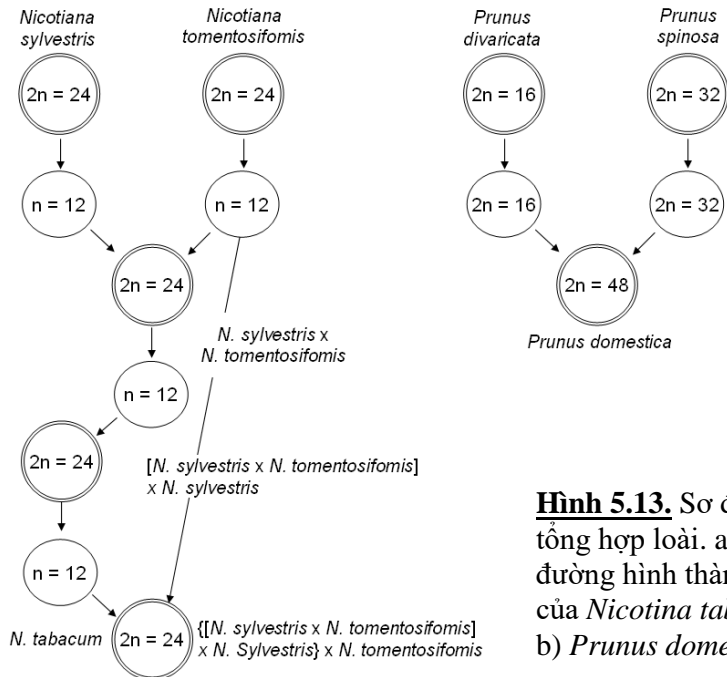 Nicotiana
sylvestris
Nicotiana
tomentosifomis
Prunus
divaricata
Prunus
spinosa
2n = 24
2n = 24
2n = 16
2n = 32
n = 12
n = 12
2n = 16
2n = 32
2n = 24
2n = 48
N. sylvestris x
N. tomentosifomis
Prunus domestica
n = 12
2n = 24
[N. sylvestris x N. tomentosifomis]
x N. sylvestris
n = 12
N. tabacum
2n = 24
{[N. sylvestris x N. tomentosifomis]
x N. Sylvestris} x N. tomentosifomis
Hình 5.13. Sơ đ
tổng hợp loài. a
đường hình thàn
của Nicotina tab
b) Prunus dome